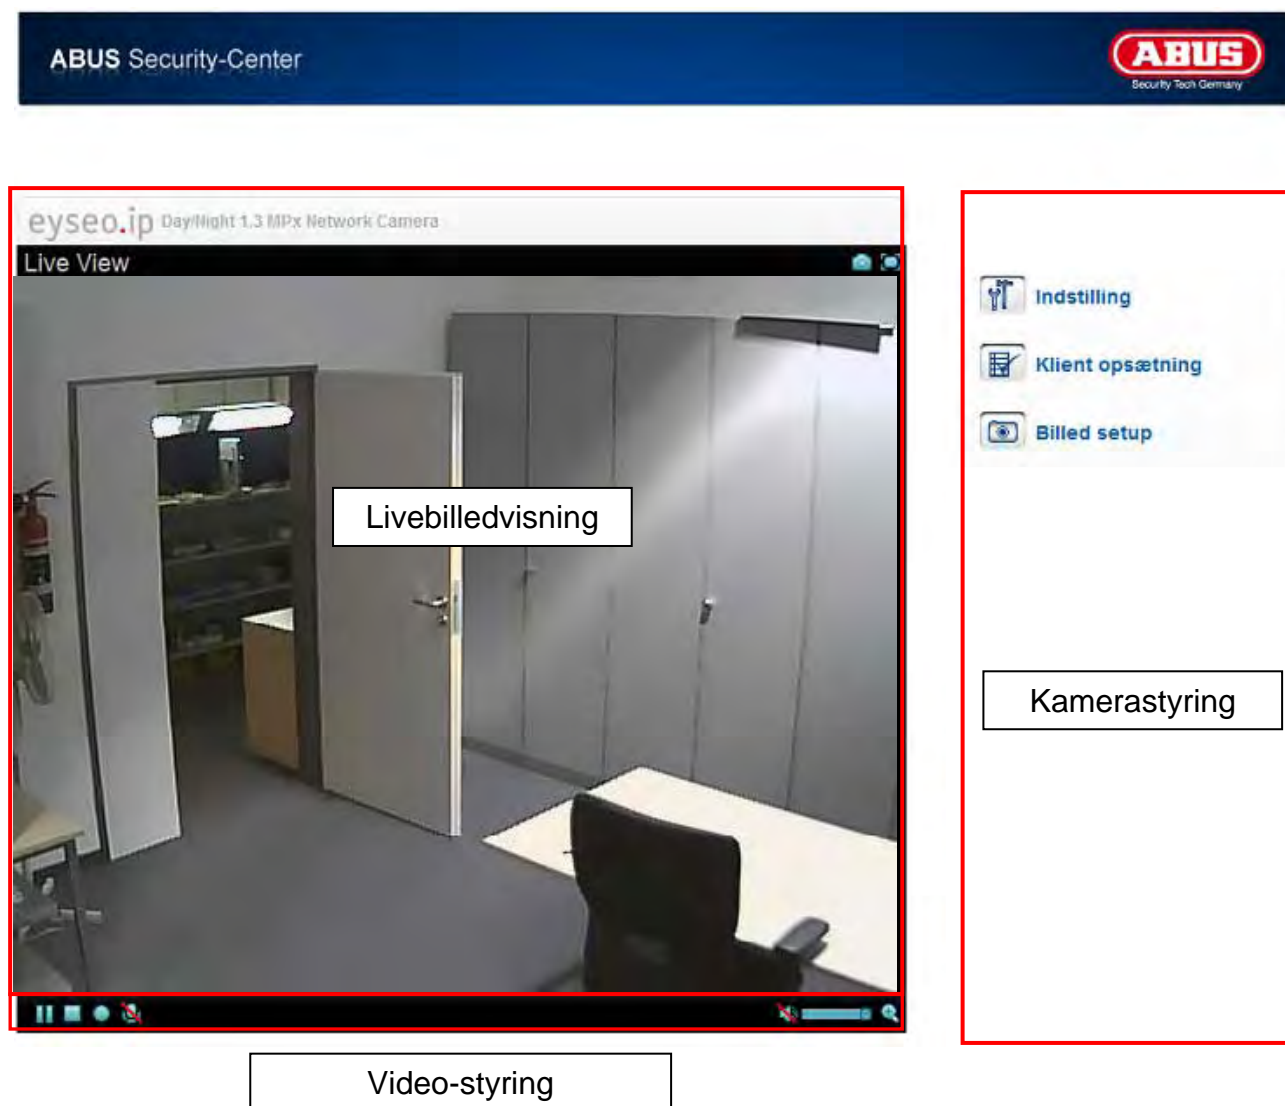 ABUS Security-Center
ABUS
Security Tech Germany
eyseo.ip Day/Night 1.3 MPx Network Camera
Live View
Indstilling
Klient opsætning
Billed setup
Livebilledvisning
Kamerastyring
Video-styring